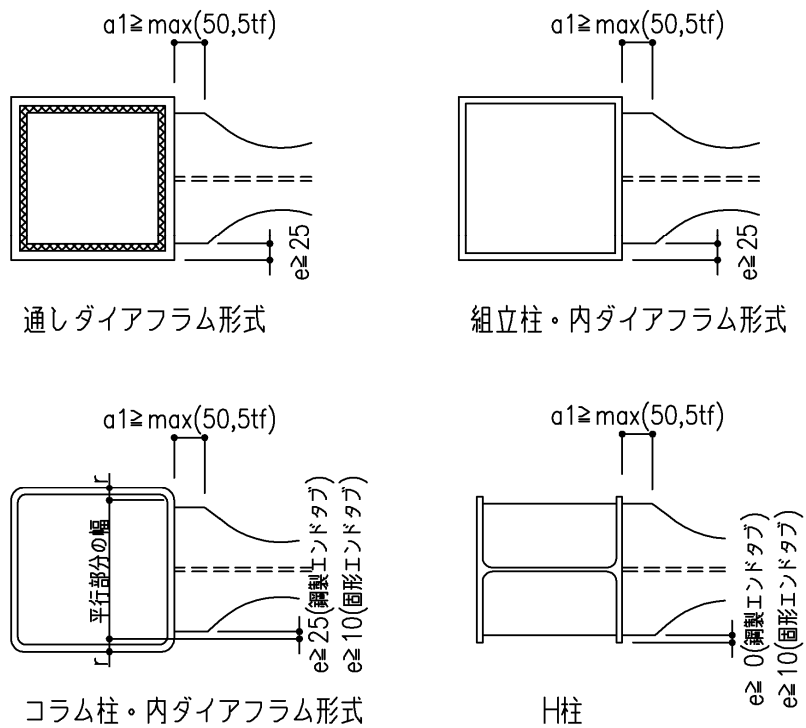 a1≧max(50,5tf)
e≧25
通しダイアフラム形式
a1≧max(50,5tf)
e≧25
組立柱・内ダイアフラム形式
a1≧max(50,5tf)
r
平行部分の幅
r
e≧25(鋼製エンドタブ)
e≧10(固形エンドタブ)
コラム柱・内ダイアフラム形式
a1≧max(50,5tf)
e≧ 0(鋼製エンドタブ)
e≧10(固形エンドタブ)
H柱